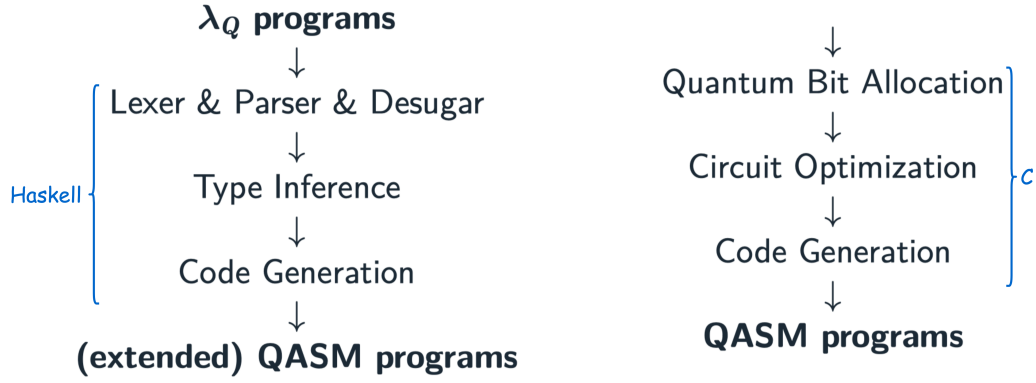 λ_Q programs
Lexer & Parser & Desugar
Type Inference
Haskell
Code Generation
(extended) QASM programs
Quantum Bit Allocation
Circuit Optimization
C
Code Generation
QASM programs